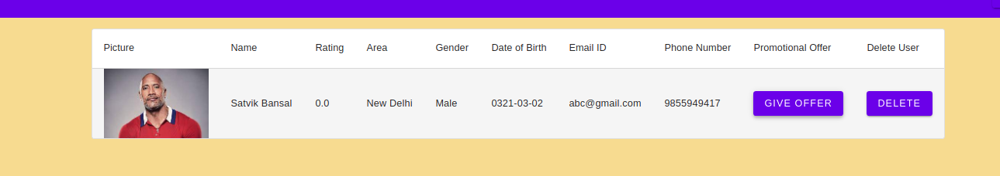 Picture Name Rating Area Gender Date of Birth Email ID Phone Number Promotional Offer Delete User
Satvik Bansal 0.0 New Delhi Male 0321-03-02 abc@gmail.com 9855949417 GIVE OFFER DELETE